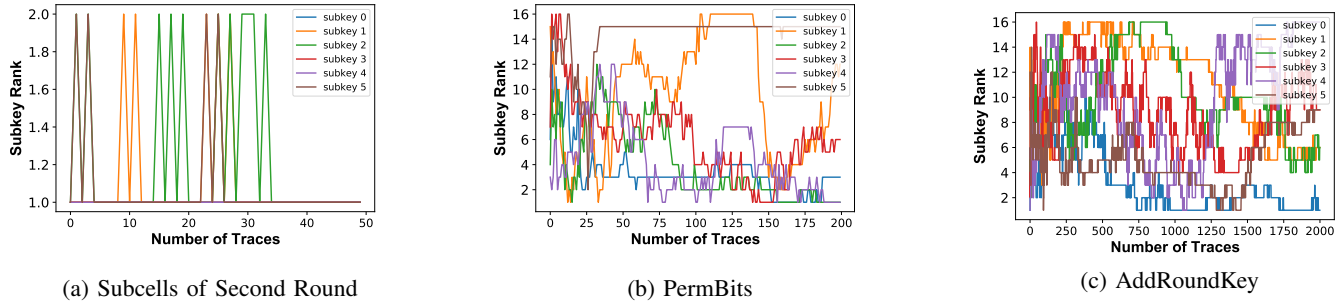 2.0
1.8
1.6
1.4
1.2
1.0
Subkey Rank
0 10 20 30 40 50
Number of Traces
subkey 0
subkey 1
subkey 2
subkey 3
subkey 4
subkey 5
(a) Subcells of Second Round
16
14
12
10
8
6
4
2
Subkey Rank
0 25 50 75 100 125 150 175 200
Number of Traces
subkey 0
subkey 1
subkey 2
subkey 3
subkey 4
subkey 5
(b) PermBits
16
14
12
10
8
6
4
2
Subkey Rank
0 250 500 750 1000 1250 1500 1750 2000
Number of Traces
subkey 0
subkey 1
subkey 2
subkey 3
subkey 4
subkey 5
(c) AddRoundKey